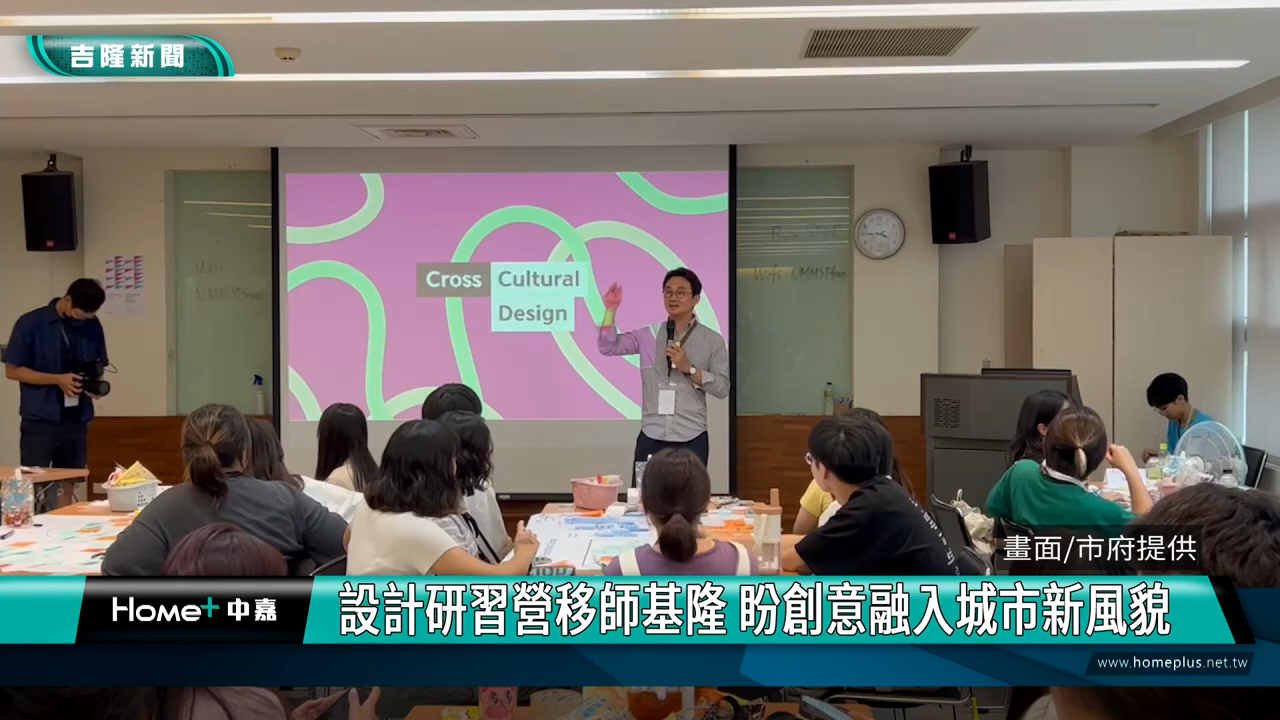 吉隆新聞
Cross Cultural
Design
畫面/市府提供
Home+ 中嘉
設計研習營移師基隆 盼創意融入城市新風貌
www.homeplus.net.tw